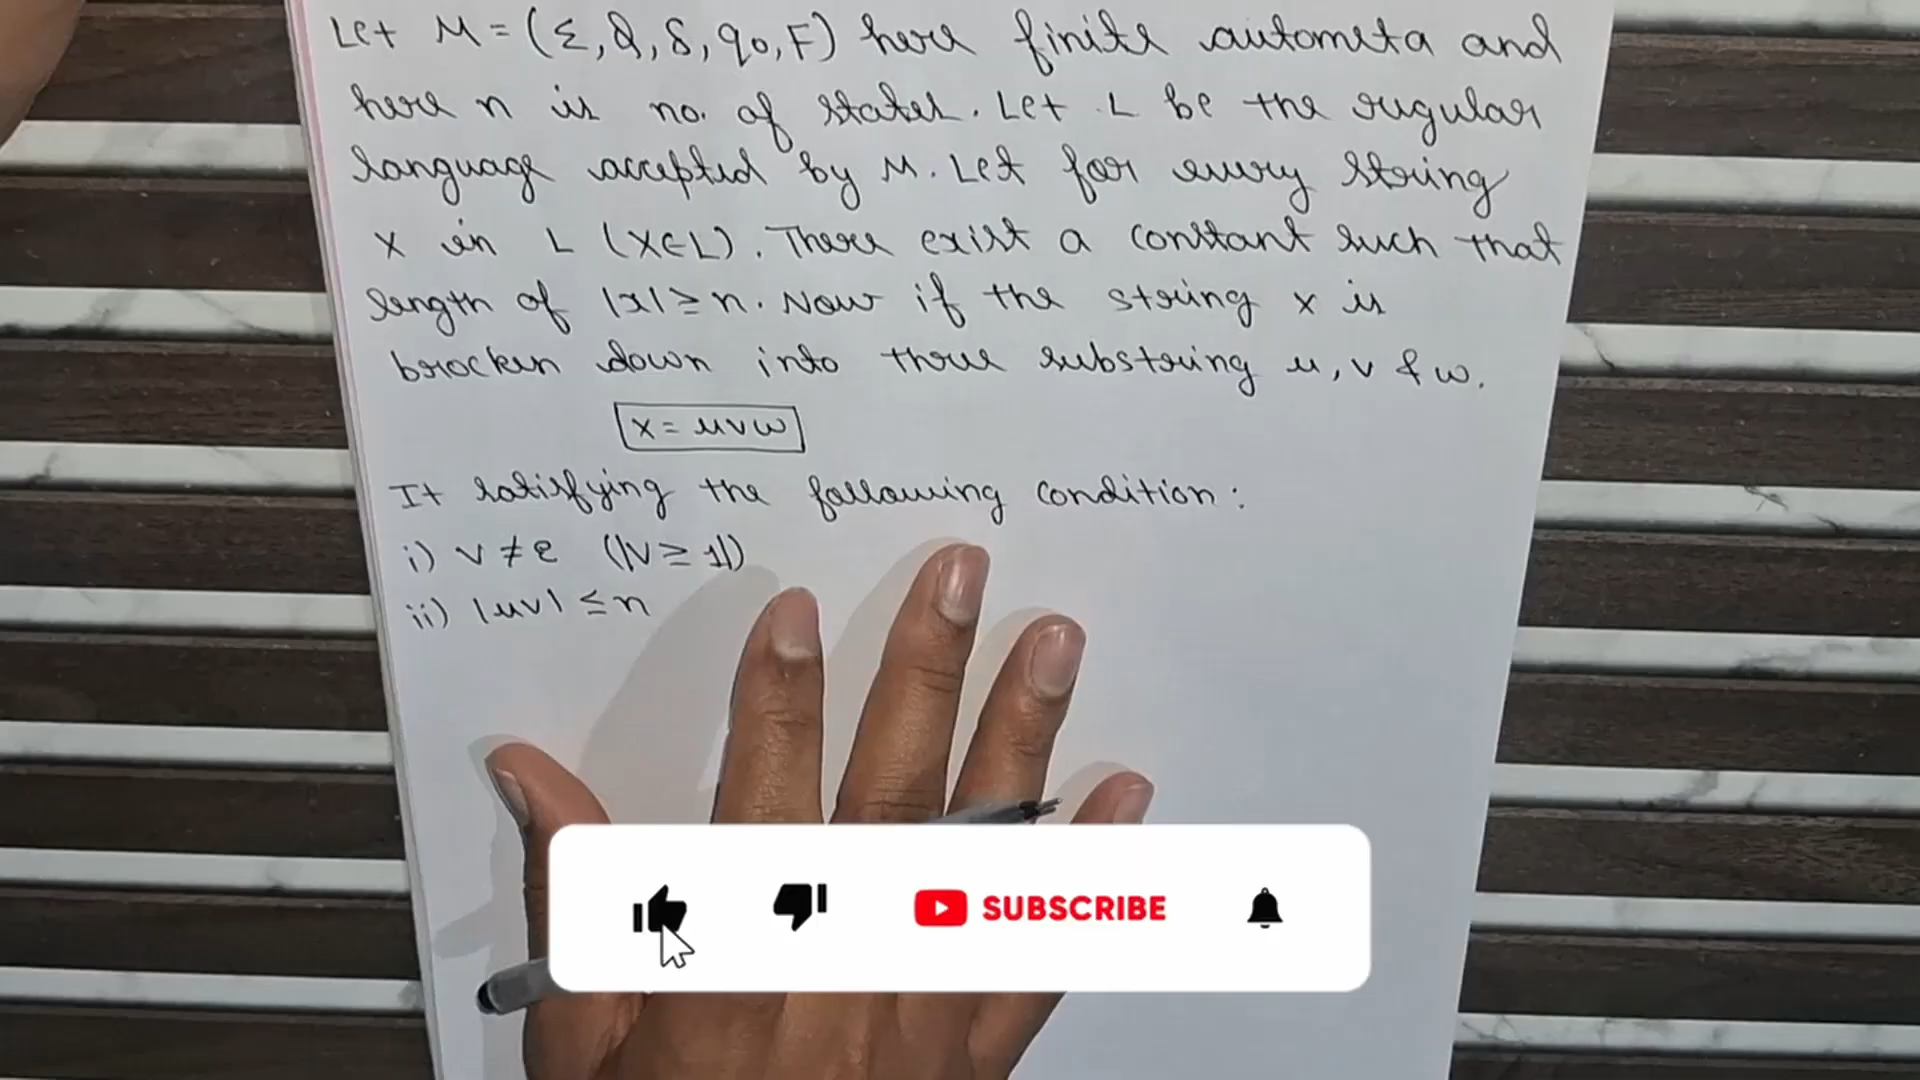 Let M = (Σ, Q, δ, q0, F) here finite autometa and
here n is no. of states. Let L be the regular
language accepted by M. Let for every string
x in L (x∈L). There exist a constant such that
length of |x| ≥ n. Now if the string x is
brocken down into three substring u, v & w.
x = uvw
It satisfying the following condition:
i) v ≠ ε (|v ≥ 1|)
ii) |uv| ≤ n
SUBSCRIBE